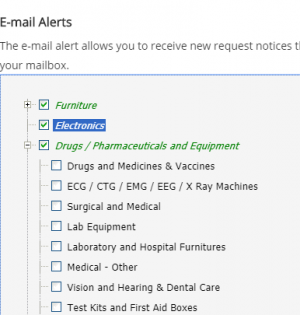 E-mail Alerts
The e-mail alert allows you to receive new request notices
your mailbox.
Furniture
Electronics
Drugs / Pharmaceuticals and Equipment
Drugs and Medicines & Vaccines
ECG / CTG / EMG / EEG / X Ray Machines
Surgical and Medical
Lab Equipment
Laboratory and Hospital Furnitures
Medical - Other
Vision and Hearing & Dental Care
Test Kits and First Aid Boxes